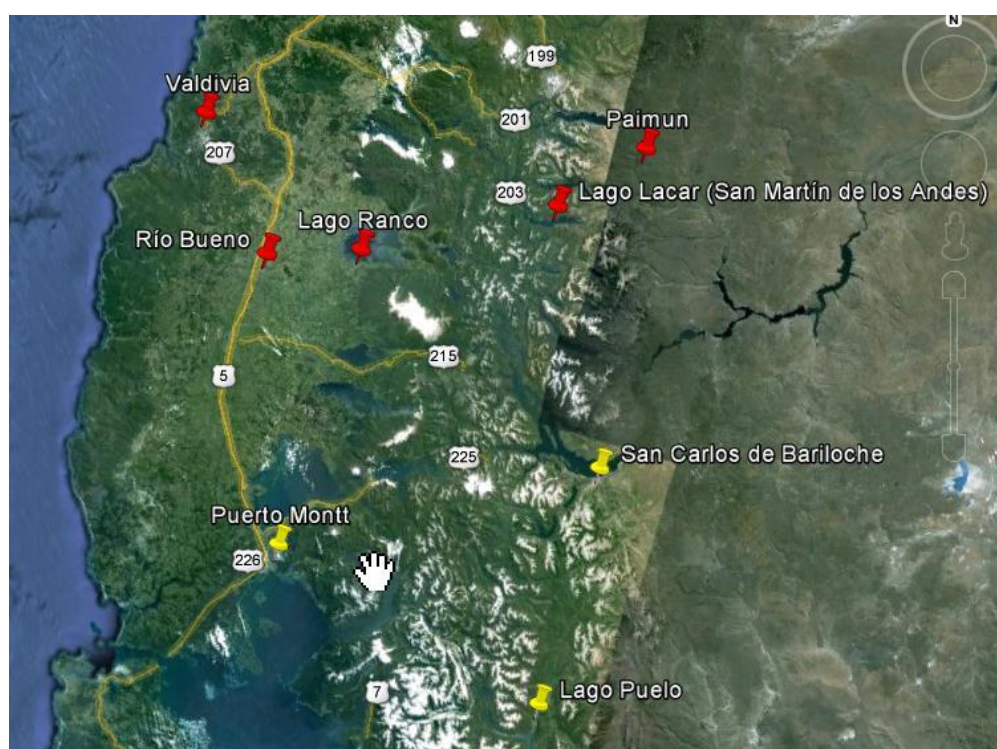 N
199
Valdivia
201
Paimun
207
203
Lago Lacar (San Martín de los Andes)
Lago Ranco
Río Bueno
215
5
San Carlos de Bariloche
225
Puerto Montt
226
7
Lago Puelo